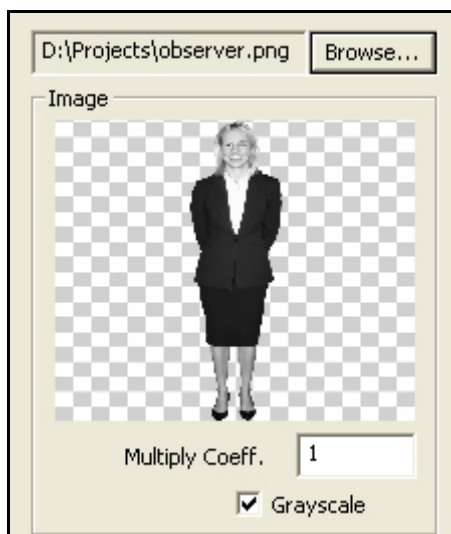 D:\Projects\observer.png Browse...
Image
Multiply Coeff. 1
Grayscale